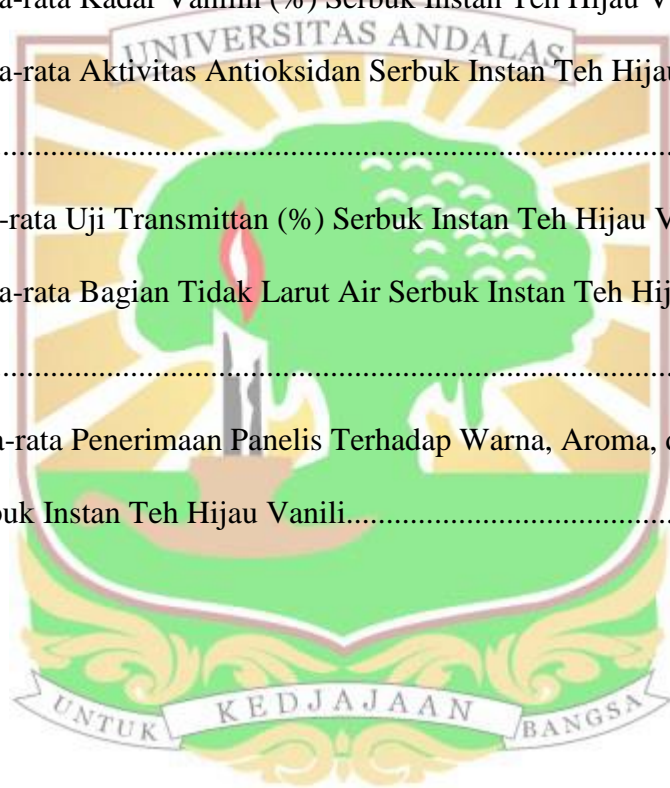 a-rata Kadar Vanilin (%) Serbuk Instan Teh Hijau V
UNIVERSITAS ANDALAS
a-rata Aktivitas Antioksidan Serbuk Instan Teh Hijau
................................................................................
-rata Uji Transmittan (%) Serbuk Instan Teh Hijau V
a-rata Bagian Tidak Larut Air Serbuk Instan Teh Hij
................................................................................
a-rata Penerimaan Panelis Terhadap Warna, Aroma,
buk Instan Teh Hijau Vanili........................................
UNTUK KEDJAJAAN BANGSA